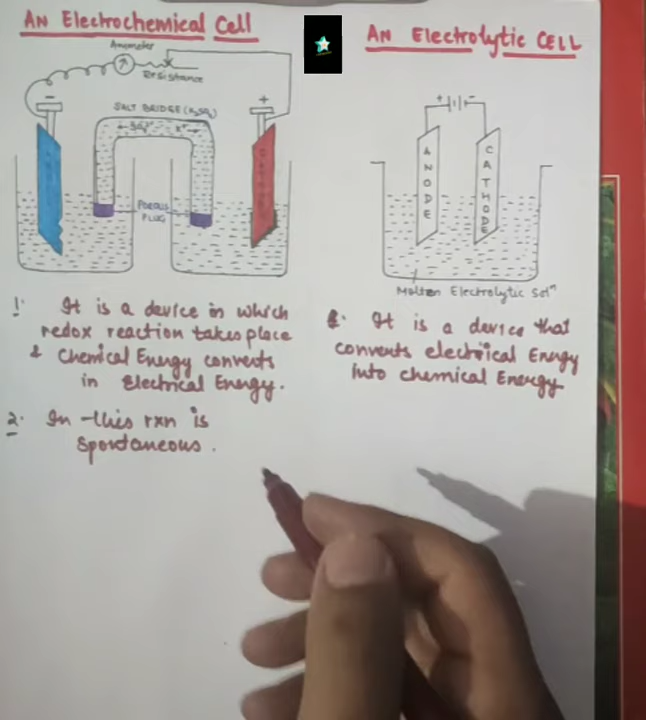 AN Electrochemical Cell
Ammeter
Resistance
−
+
SALT BRIDGE (K₂SO₄)
SO₄²⁻ K⁺
POROUS
PLUG
1. It is a device in which
redox reaction takes place
& Chemical Energy converts
in Electrical Energy.
2. In this rxn is
Spontaneous.
AN Electrolytic CELL
+ −
ANODE
CATHODE
Molten Electrolytic Solⁿ
It is a device that
converts electrical Energy
into chemical Energy